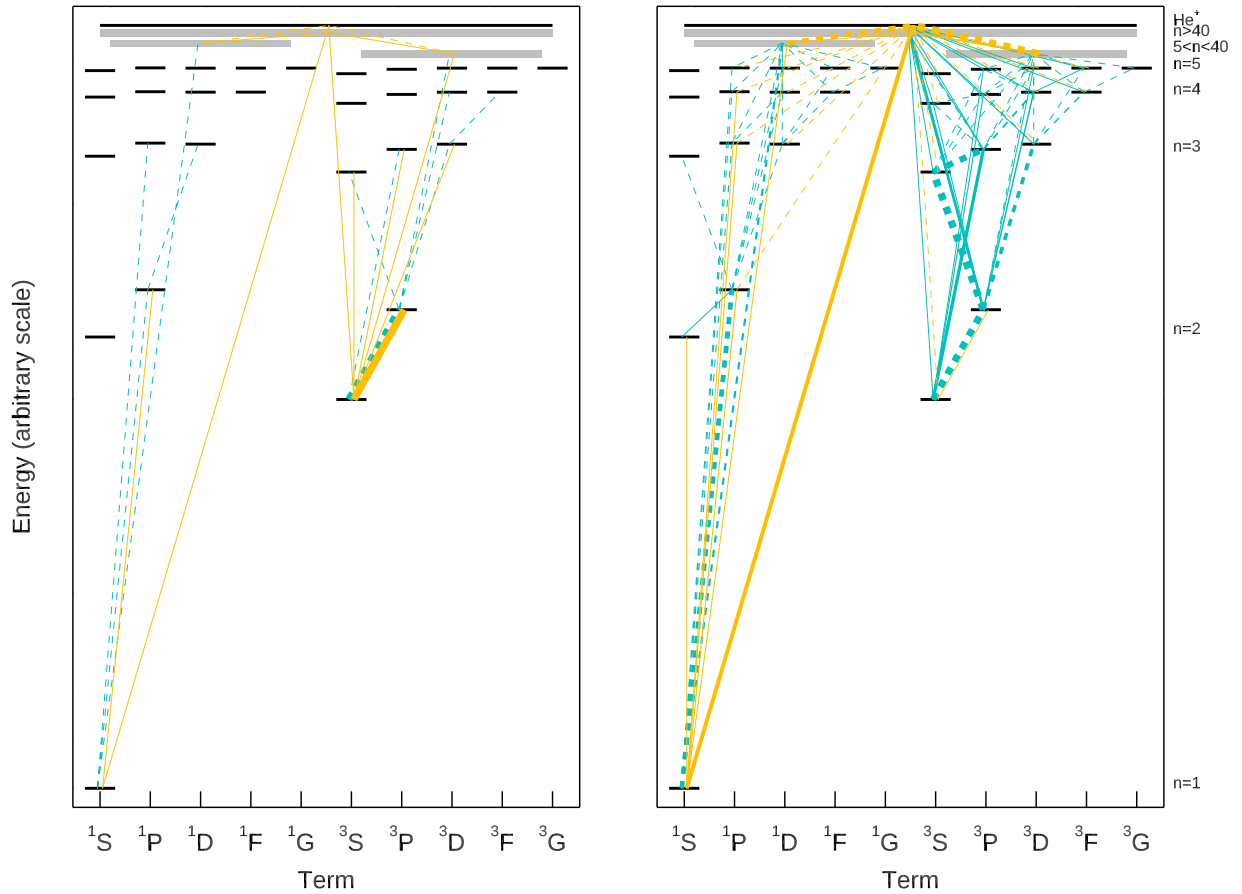 He+
n>40
5<n<40
n=5
n=4
n=3
n=2
n=1
Energy (arbitrary scale)
1S 1P 1D 1F 1G 3S 3P 3D 3F 3G
1S 1P 1D 1F 1G 3S 3P 3D 3F 3G
Term
Term